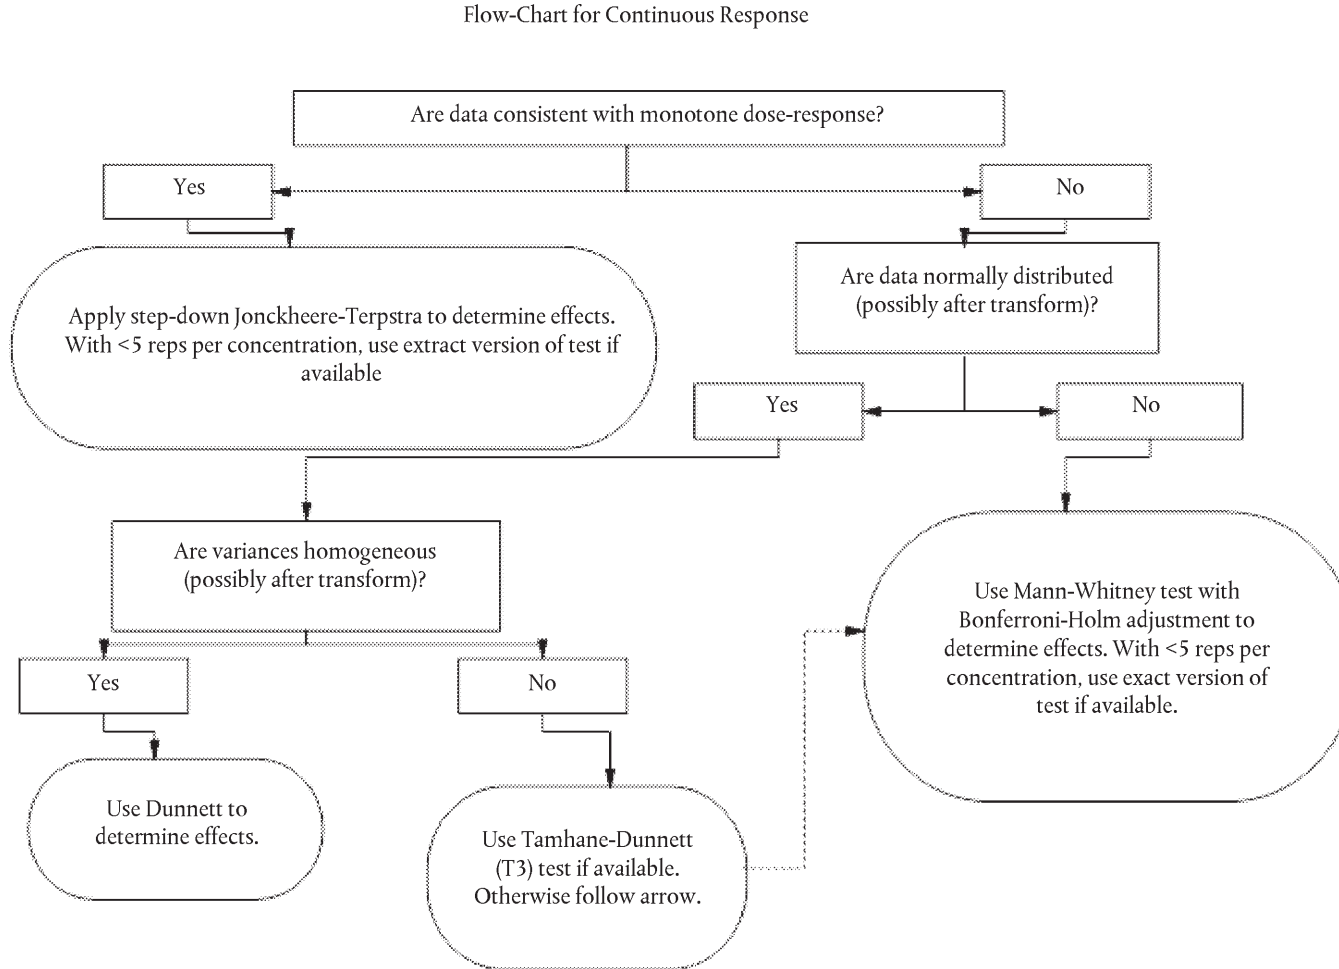 Flow-Chart for Continuous Response
Are data consistent with monotone dose-response?
Yes
No
Apply step-down Jonckheere-Terpstra to determine effects.
With <5 reps per concentration, use extract version of test if
available
Are data normally distributed
(possibly after transform)?
Yes
No
Are variances homogeneous
(possibly after transform)?
Use Mann-Whitney test with
Bonferroni-Holm adjustment to
determine effects. With <5 reps per
concentration, use exact version of
test if available.
Yes
No
Use Dunnett to
determine effects.
Use Tamhane-Dunnett
(T3) test if available.
Otherwise follow arrow.